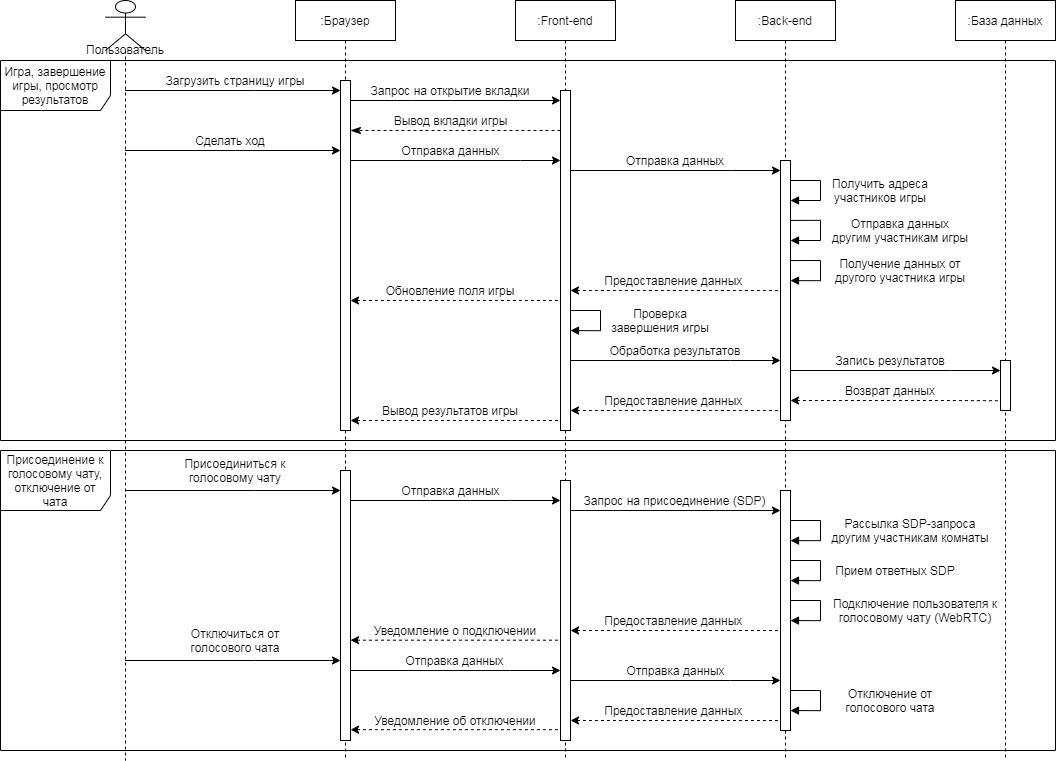 :Браузер
:Front-end
:Back-end
:База данных
Пользователь
Игра, завершение
игры, просмотр
результатов
Загрузить страницу игры
Запрос на открытие вкладки
Вывод вкладки игры
Сделать ход
Отправка данных
Отправка данных
Получить адреса
участников игры
Отправка данных
другим участникам игры
Получение данных от
другого участника игры
Предоставление данных
Обновление поля игры
Проверка
завершения игры
Обработка результатов
Запись результатов
Возврат данных
Предоставление данных
Вывод результатов игры
Присоединение к
голосовому чату,
отключение от
чата
Присоединиться к
голосовому чату
Отправка данных
Запрос на присоединение (SDP)
Рассылка SDP-запроса
другим участникам комнаты
Прием ответных SDP
Подключение пользователя к
голосовому чату (WebRTC)
Предоставление данных
Уведомление о подключении
Отключиться от
голосового чата
Отправка данных
Отправка данных
Отключение от
голосового чата
Предоставление данных
Уведомление об отключении